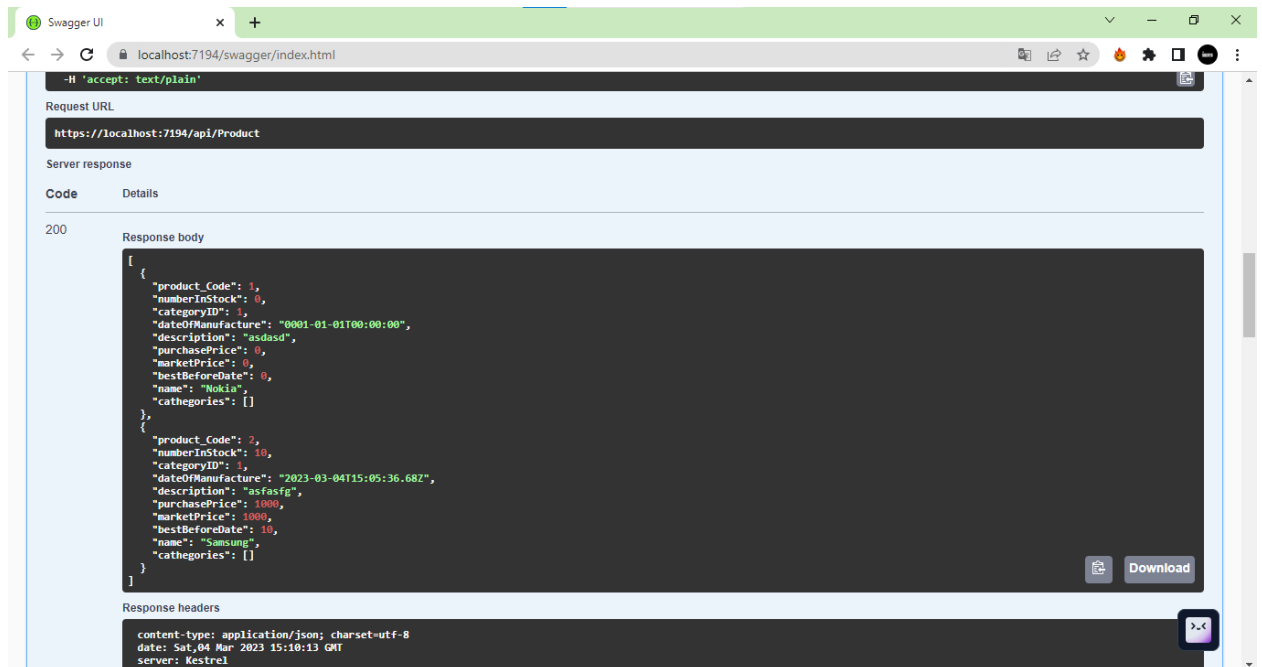 Swagger UI
localhost:7194/swagger/index.html
-H 'accept: text/plain'
Request URL
https://localhost:7194/api/Product
Server response
Code Details
200
Response body
[
{
"product_Code": 1,
"numberInStock": 0,
"categoryID": 1,
"dateOfManufacture": "0001-01-01T00:00:00",
"description": "asdasd",
"purchasePrice": 0,
"marketPrice": 0,
"bestBeforeDate": 0,
"name": "Nokia",
"cathegories": []
},
{
"product_Code": 2,
"numberInStock": 10,
"categoryID": 1,
"dateOfManufacture": "2023-03-04T15:05:36.68Z",
"description": "asfasfg",
"purchasePrice": 1000,
"marketPrice": 1000,
"bestBeforeDate": 10,
"name": "Samsung",
"cathegories": []
}
]
Download
Response headers
content-type: application/json; charset=utf-8
date: Sat,04 Mar 2023 15:10:13 GMT
server: Kestrel